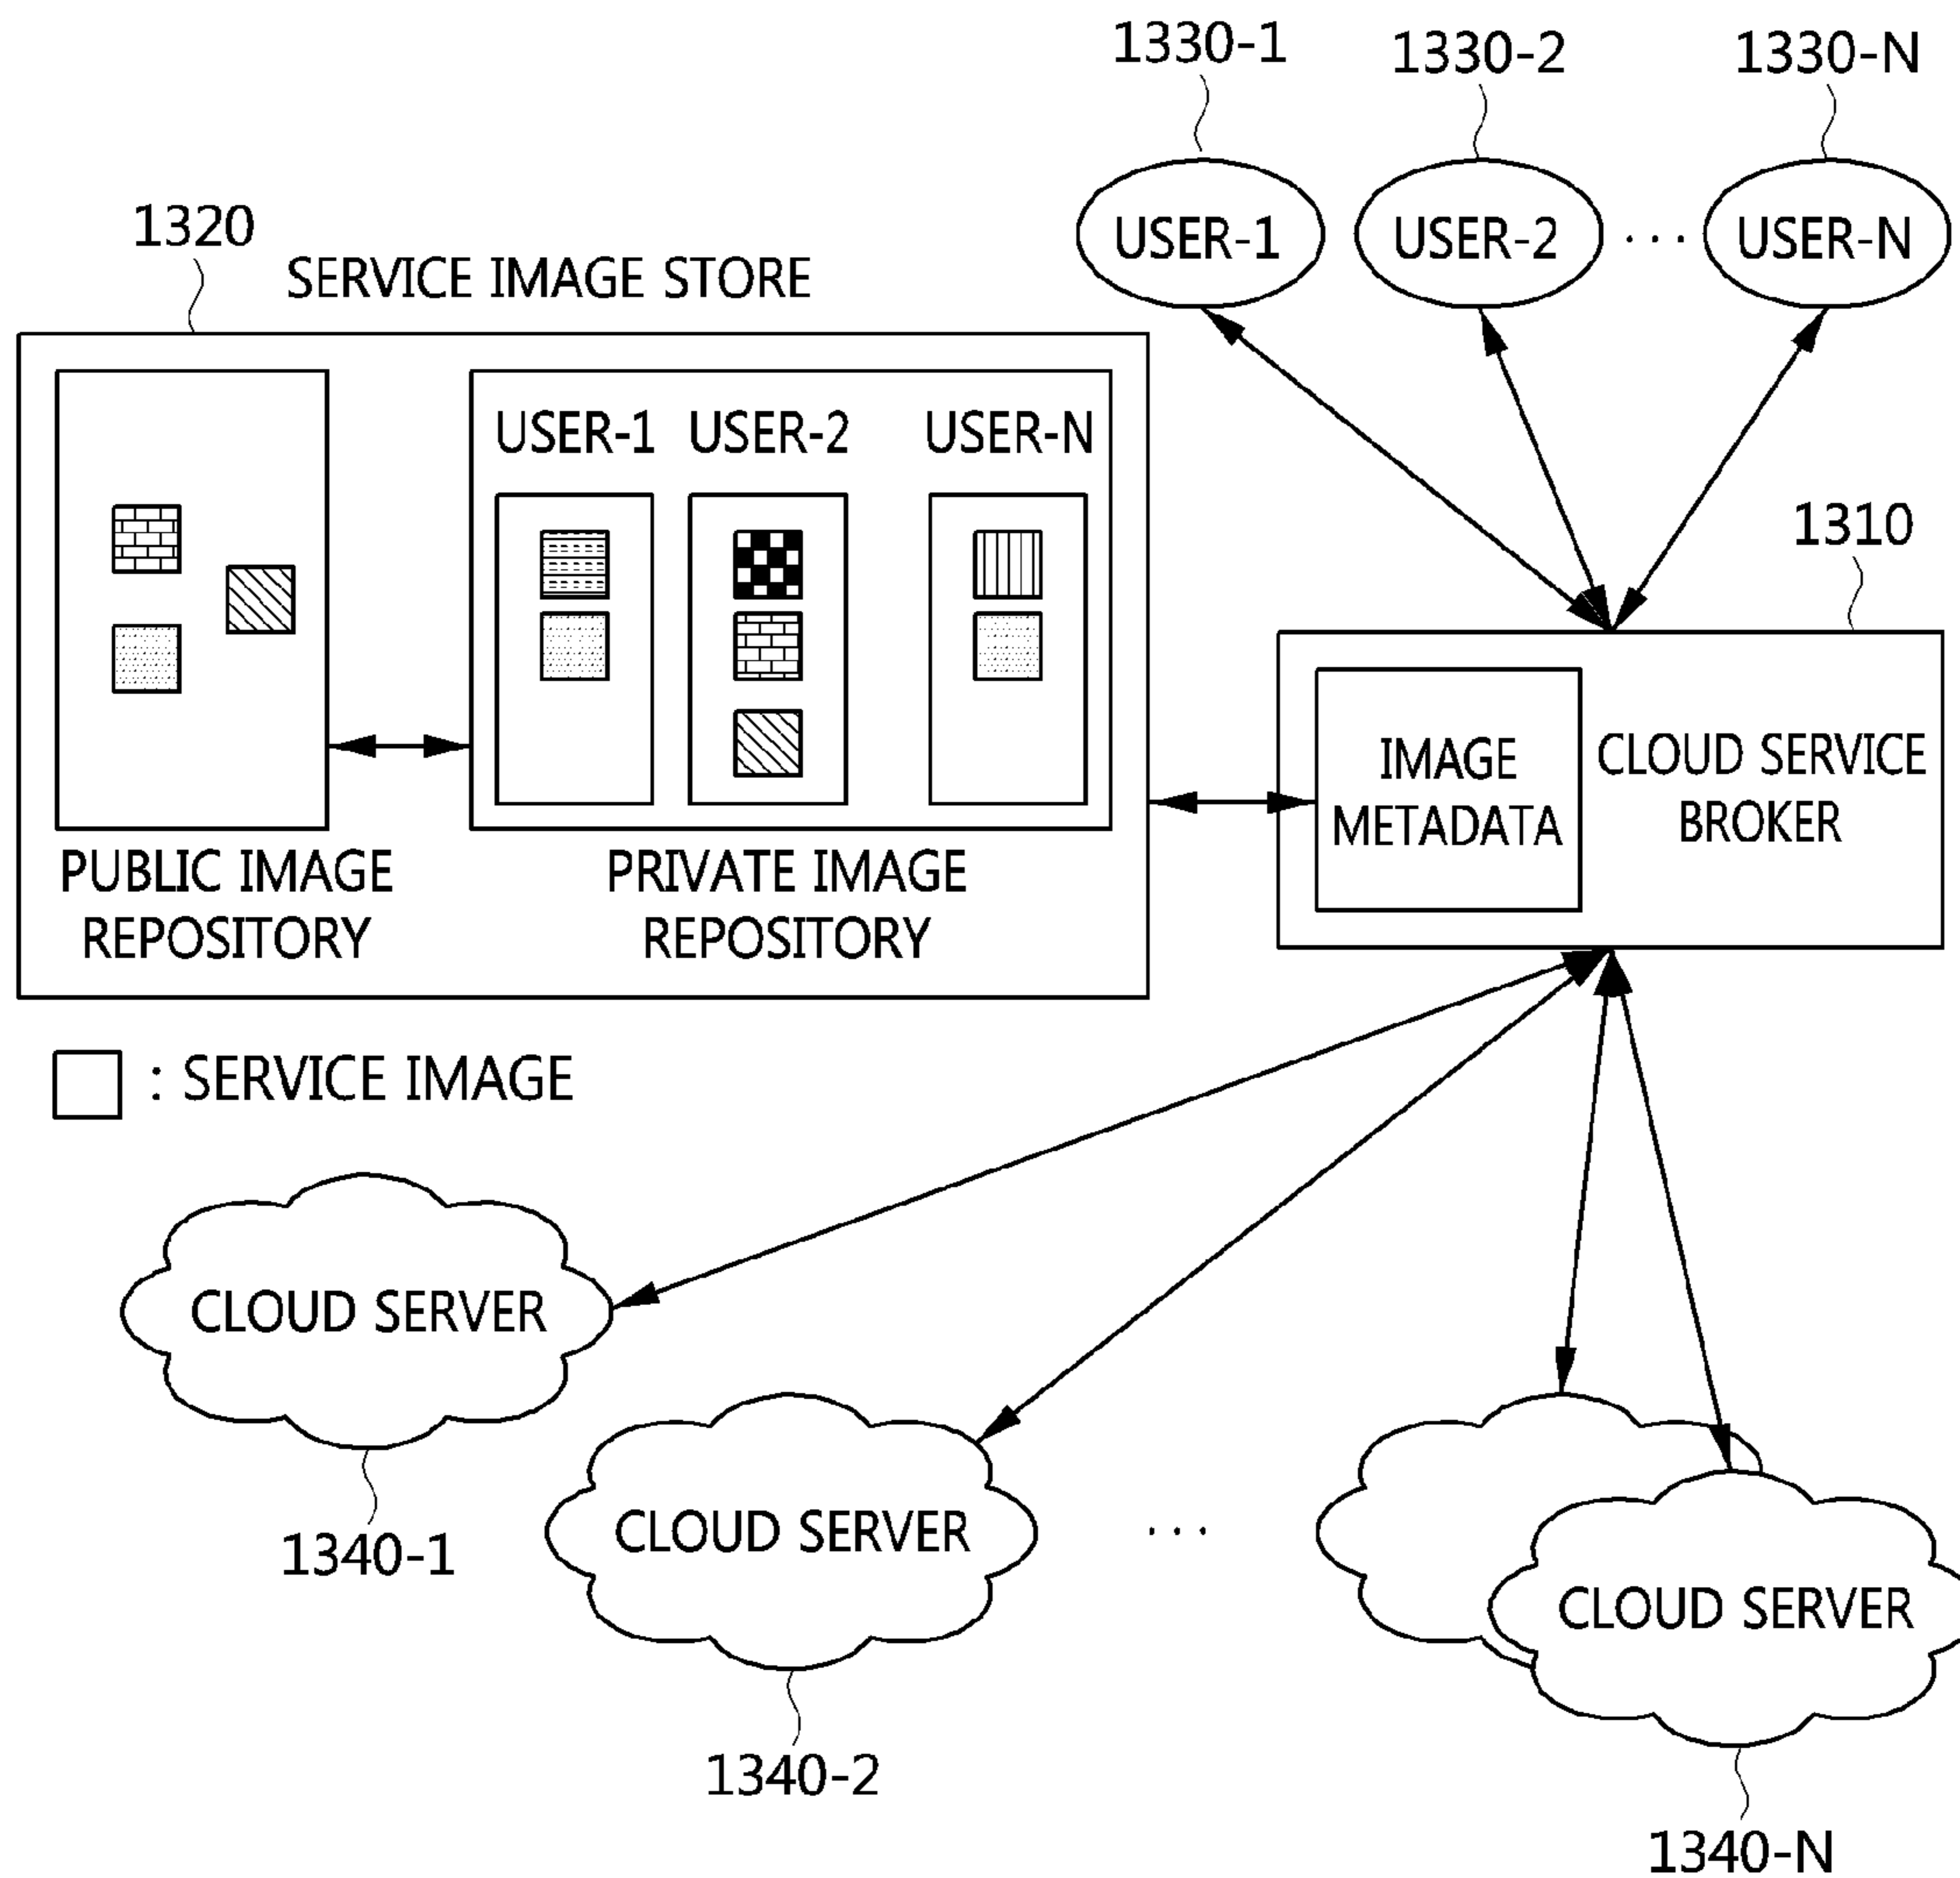 1330-1
1330-2
1330-N
USER-1
USER-2
...
USER-N
1320
SERVICE IMAGE STORE
USER-1
USER-2
USER-N
1310
IMAGE
METADATA
CLOUD SERVICE
BROKER
PUBLIC IMAGE
REPOSITORY
PRIVATE IMAGE
REPOSITORY
: SERVICE IMAGE
CLOUD SERVER
1340-1
CLOUD SERVER
1340-2
...
CLOUD SERVER
1340-N